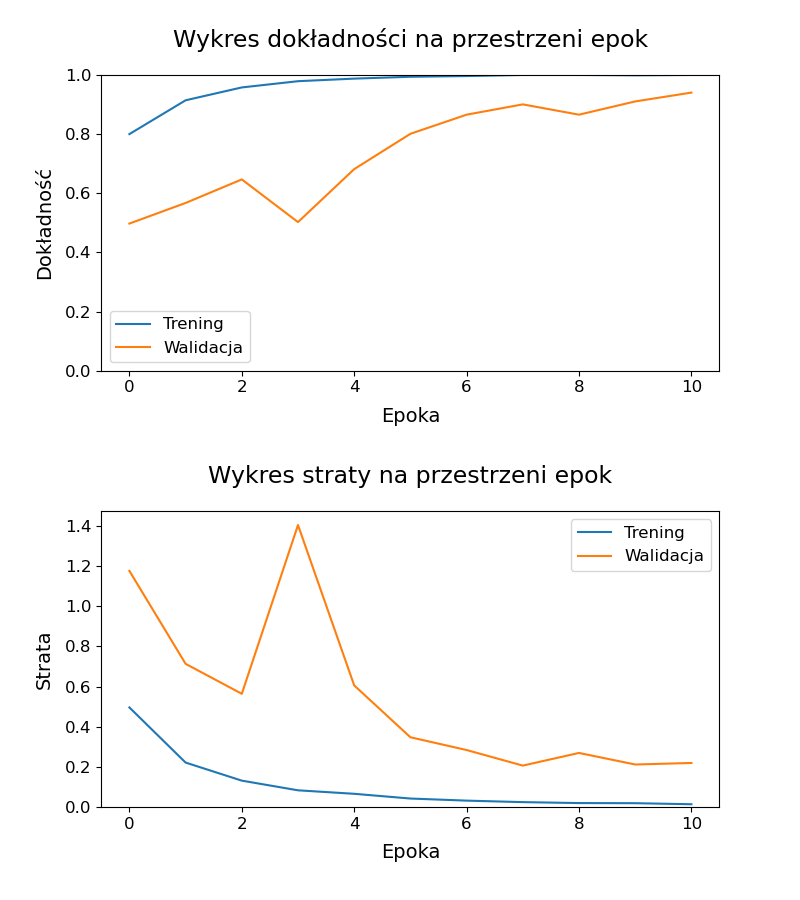 Wykres dokładności na przestrzeni epok
1.0
0.8
0.6
0.4
0.2
0.0
Dokładność
Trening
Walidacja
0 2 4 6 8 10
Epoka
Wykres straty na przestrzeni epok
1.4
1.2
1.0
0.8
0.6
0.4
0.2
0.0
Strata
Trening
Walidacja
0 2 4 6 8 10
Epoka